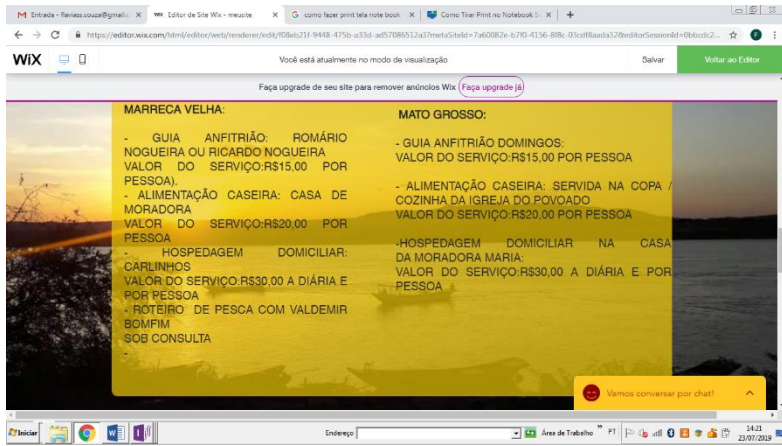 Entrada - flaviass.souza@gmail.c
Editor de Site Wix - meusite
como fazer print tela note book
Como Tirar Print no Notebook S
https://editor.wix.com/html/editor/web/renderer/edit/
WiX
Você está atualmente no modo de visualização
Salvar
Voltar ao Editor
Faça upgrade de seu site para remover anúncios Wix
Faça upgrade já
MARRECA VELHA:
- GUIA ANFITRIÃO: ROMÁRIO
NOGUEIRA OU RICARDO NOGUEIRA
VALOR DO SERVIÇO:R$15,00 POR
PESSOA).
- ALIMENTAÇÃO CASEIRA: CASA DE
MORADORA
VALOR DO SERVIÇO:R$20,00 POR
PESSOA
- HOSPEDAGEM DOMICILIAR:
CARLINHOS
VALOR DO SERVIÇO:R$30,00 A DIÁRIA E
POR PESSOA
- ROTEIRO DE PESCA COM VALDEMIR
BOMFIM
SOB CONSULTA
-
MATO GROSSO:
- GUIA ANFITRIÃO DOMINGOS:
VALOR DO SERVIÇO:R$15,00 POR PESSOA
- ALIMENTAÇÃO CASEIRA: SERVIDA NA COPA /
COZINHA DA IGREJA DO POVOADO
VALOR DO SERVIÇO:R$20,00 POR PESSOA
-HOSPEDAGEM DOMICILIAR NA CASA
DA MORADORA MARIA:
VALOR DO SERVIÇO:R$30,00 A DIÁRIA E POR
PESSOA
Vamos conversar por chat!
Iniciar
Endereço
Área de Trabalho
PT
14:21
23/07/2019